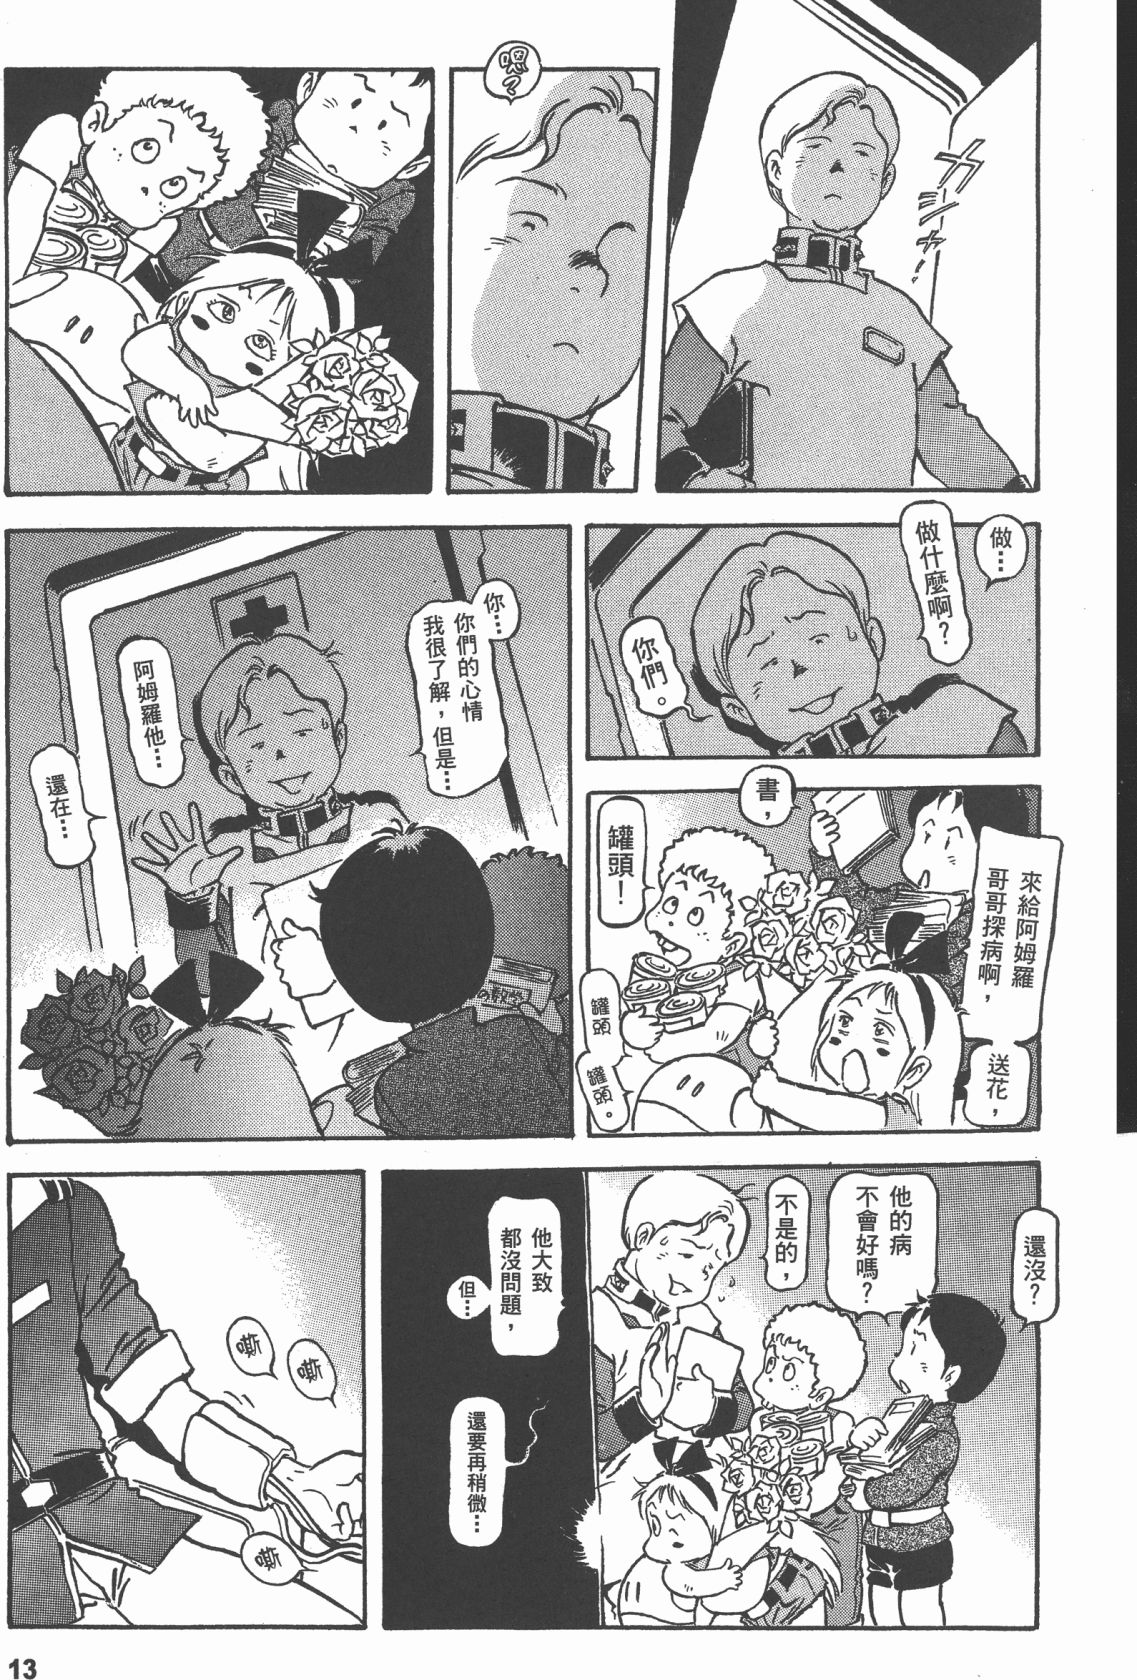 カシャ!
嗯?
做…
做什麼啊?
你們。
來給阿姆羅
哥哥探病啊,
送花,
書,
罐頭!
罐頭
罐頭。
你…
你們的心情
我很了解,但是…
阿姆羅他…
還在…
還沒?
他的病
不會好嗎?
不是的,
他大致
都沒問題,
但…
還要再稍微…
嘶
嘶
嘶
13